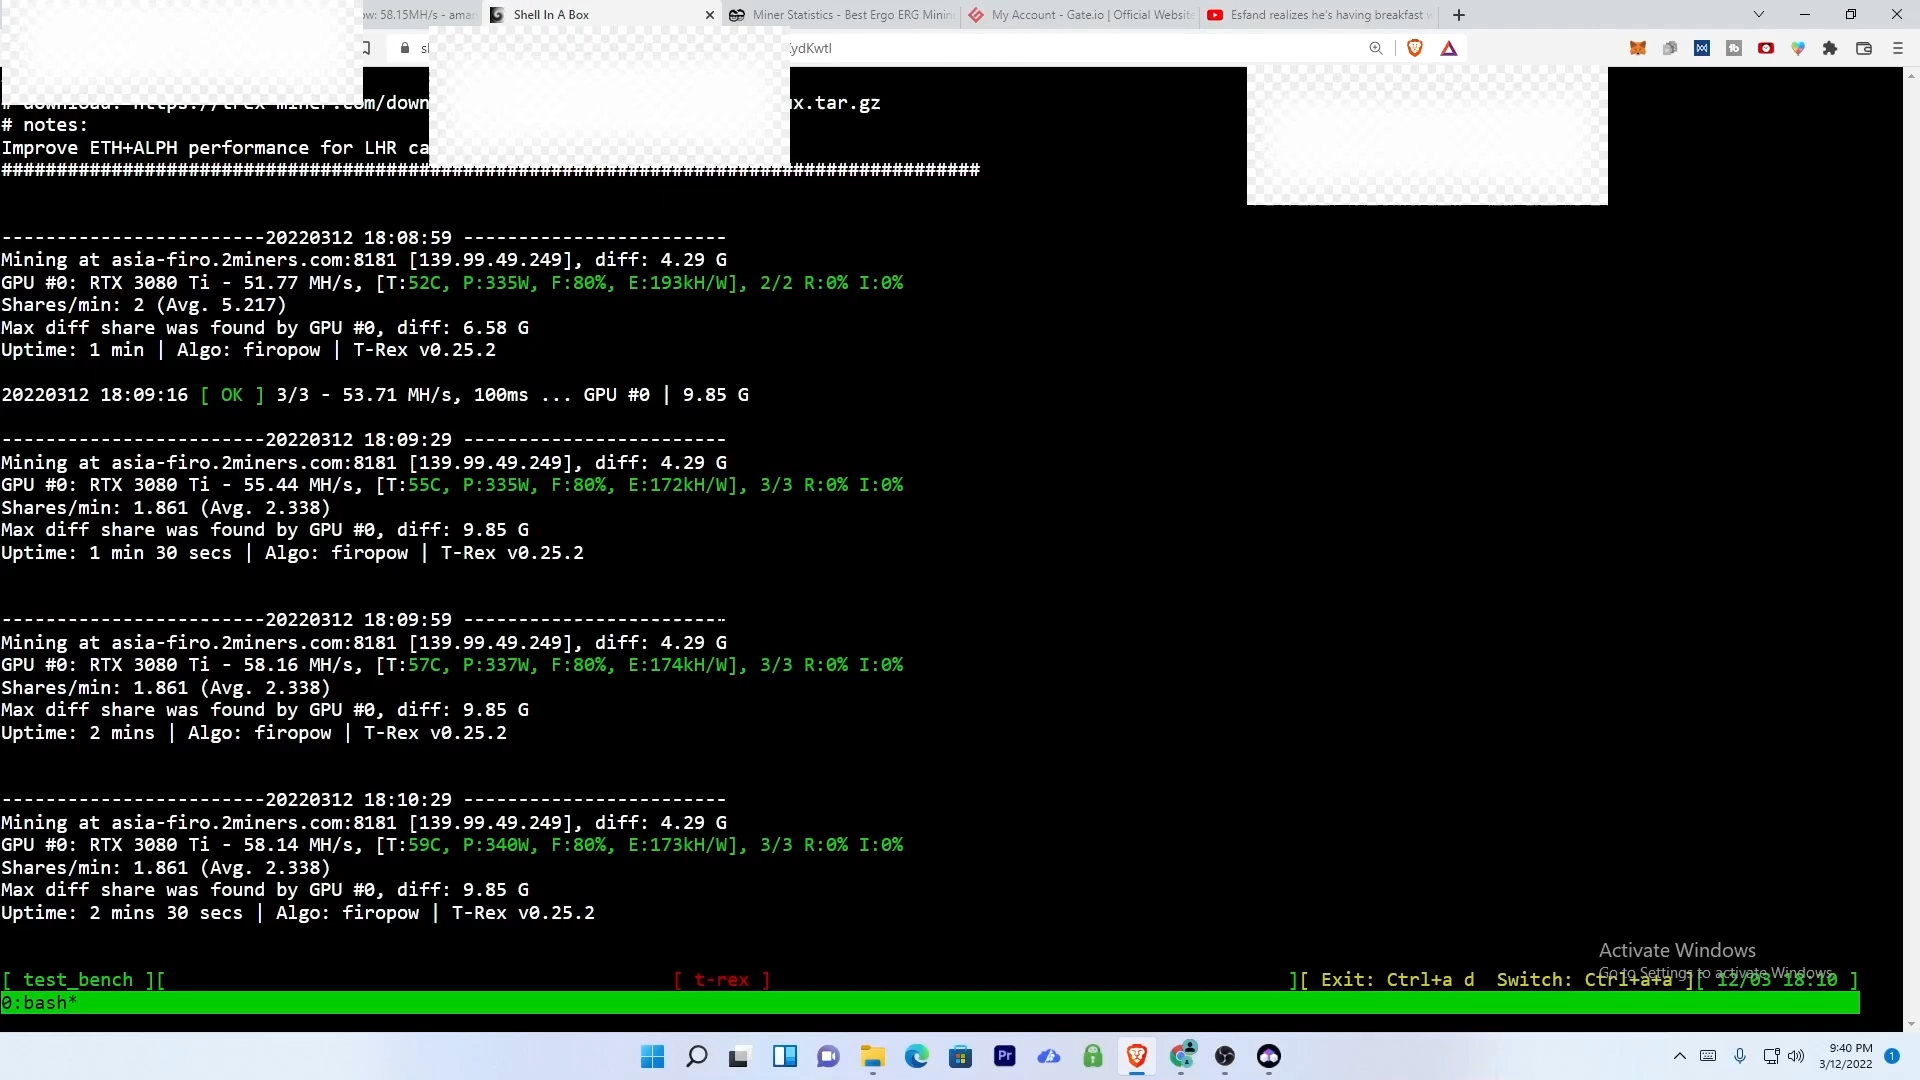 ow: 58.15MH/s - amar
Shell In A Box
Miner Statistics - Best Ergo ERG Minin
My Account - Gate.io | Official Website
Esfand realizes he's having breakfast w
ydKwtI
# download: https://trex-miner.com/down
x.tar.gz
# notes:
Improve ETH+ALPH performance for LHR ca
#########################################################################################
------------------------20220312 18:08:59 ------------------------
Mining at asia-firo.2miners.com:8181 [139.99.49.249], diff: 4.29 G
GPU #0: RTX 3080 Ti - 51.77 MH/s, [T:52C, P:335W, F:80%, E:193kH/W], 2/2 R:0% I:0%
Shares/min: 2 (Avg. 5.217)
Max diff share was found by GPU #0, diff: 6.58 G
Uptime: 1 min | Algo: firopow | T-Rex v0.25.2
20220312 18:09:16 [ OK ] 3/3 - 53.71 MH/s, 100ms ... GPU #0 | 9.85 G
------------------------20220312 18:09:29 ------------------------
Mining at asia-firo.2miners.com:8181 [139.99.49.249], diff: 4.29 G
GPU #0: RTX 3080 Ti - 55.44 MH/s, [T:55C, P:335W, F:80%, E:172kH/W], 3/3 R:0% I:0%
Shares/min: 1.861 (Avg. 2.338)
Max diff share was found by GPU #0, diff: 9.85 G
Uptime: 1 min 30 secs | Algo: firopow | T-Rex v0.25.2
------------------------20220312 18:09:59 ------------------------
Mining at asia-firo.2miners.com:8181 [139.99.49.249], diff: 4.29 G
GPU #0: RTX 3080 Ti - 58.16 MH/s, [T:57C, P:337W, F:80%, E:174kH/W], 3/3 R:0% I:0%
Shares/min: 1.861 (Avg. 2.338)
Max diff share was found by GPU #0, diff: 9.85 G
Uptime: 2 mins | Algo: firopow | T-Rex v0.25.2
------------------------20220312 18:10:29 ------------------------
Mining at asia-firo.2miners.com:8181 [139.99.49.249], diff: 4.29 G
GPU #0: RTX 3080 Ti - 58.14 MH/s, [T:59C, P:340W, F:80%, E:173kH/W], 3/3 R:0% I:0%
Shares/min: 1.861 (Avg. 2.338)
Max diff share was found by GPU #0, diff: 9.85 G
Uptime: 2 mins 30 secs | Algo: firopow | T-Rex v0.25.2
Activate Windows
Go to Settings to activate Windows.
[ test_bench ][ [ t-rex ] ][ Exit: Ctrl+a d Switch: Ctrl+a+a ][ 12/03 18:10 ]
0:bash*
Pr
9:40 PM
3/12/2022
1